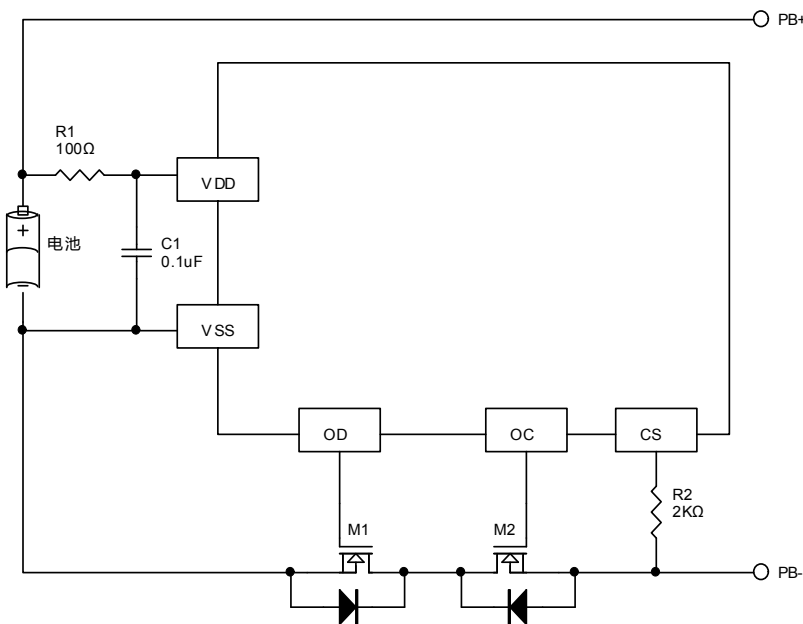 PB+
R1
100Ω
VDD
+
电池
-
C1
0.1uF
VSS
OD
OC
CS
R2
2KΩ
M1
M2
PB-